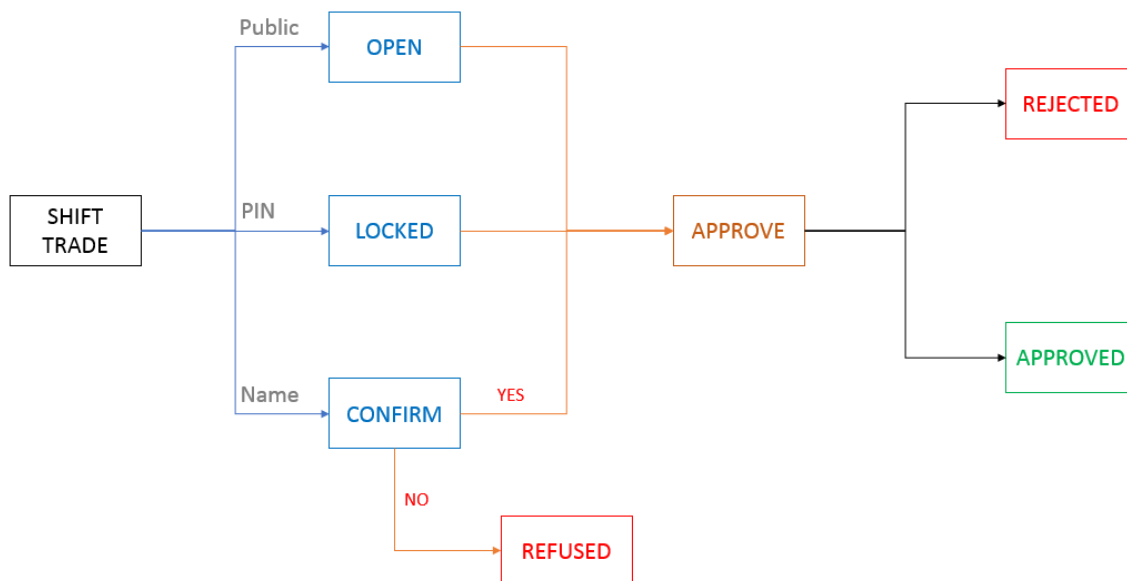 Public
OPEN
REJECTED
SHIFT
TRADE
PIN
LOCKED
APPROVE
APPROVED
Name
CONFIRM
YES
NO
REFUSED